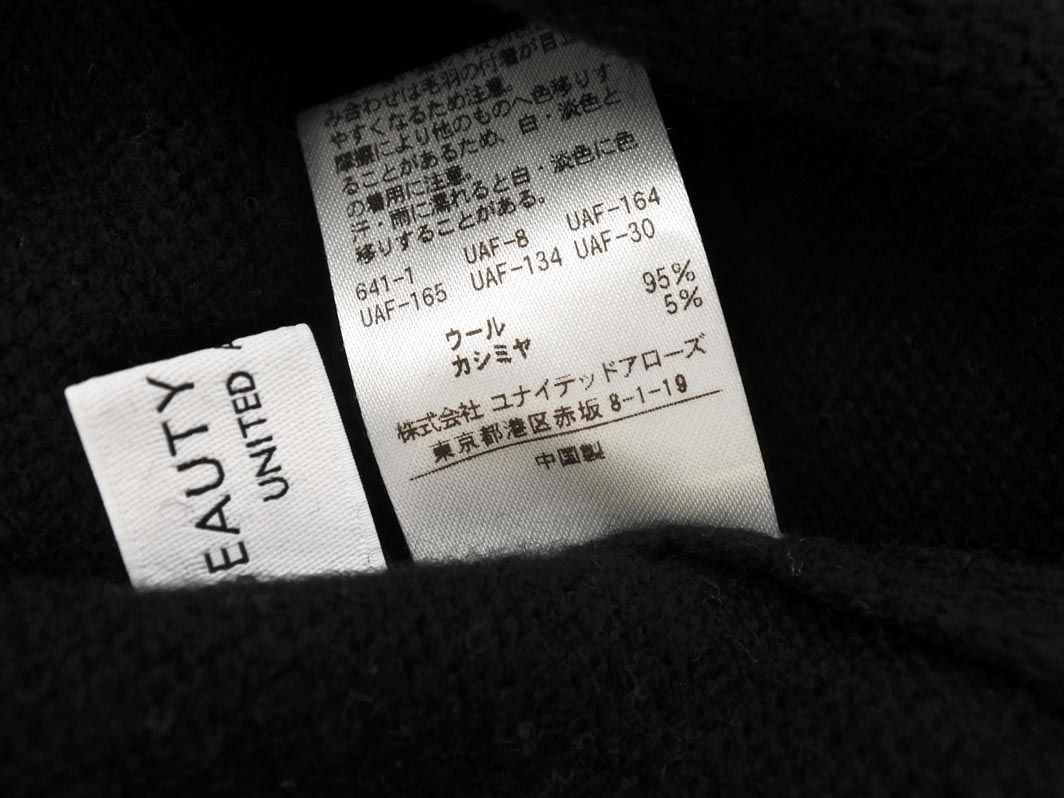 EAUTY
UNITED A
み合わせは毛羽の付着が目立
やすくなるため注意。
摩擦により他のものへ色移りす
ることがあるため、白・淡色と
の着用に注意。
汗・雨に濡れると白・淡色に色
移りすることがある。
641-1 UAF-8 UAF-164
UAF-165 UAF-134 UAF-30
ウール 95%
カシミヤ 5%
株式会社 ユナイテッドアローズ
東京都港区赤坂 8-1-19
中国製